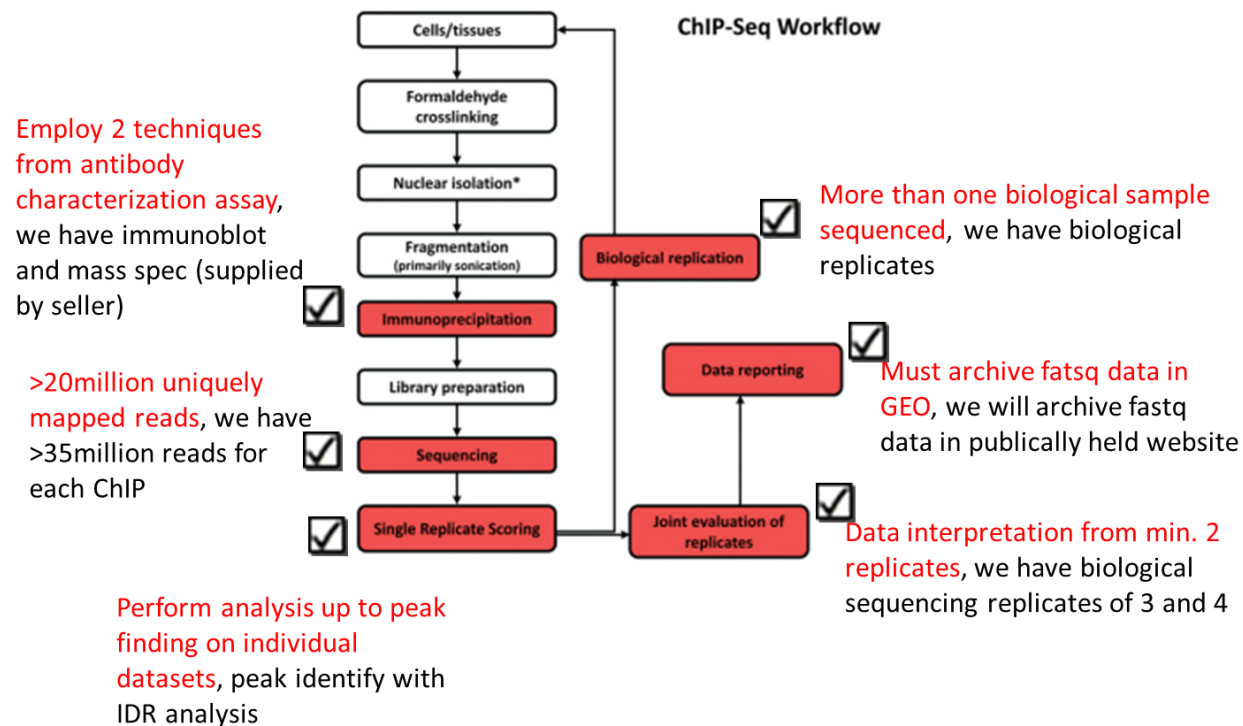 ChIP-Seq Workflow
Cells/tissues
Formaldehyde
crosslinking
Nuclear isolation*
Fragmentation
(primarily sonication)
Immunoprecipitation
Library preparation
Sequencing
Single Replicate Scoring
Biological replication
Data reporting
Joint evaluation of
replicates
Employ 2 techniques
from antibody
characterization assay,
we have immunoblot
and mass spec (supplied
by seller)
>20million uniquely
mapped reads, we have
>35million reads for
each ChIP
Perform analysis up to peak
finding on individual
datasets, peak identify with
IDR analysis
More than one biological sample
sequenced, we have biological
replicates
Must archive fatsq data in
GEO, we will archive fastq
data in publically held website
Data interpretation from min. 2
replicates, we have biological
sequencing replicates of 3 and 4